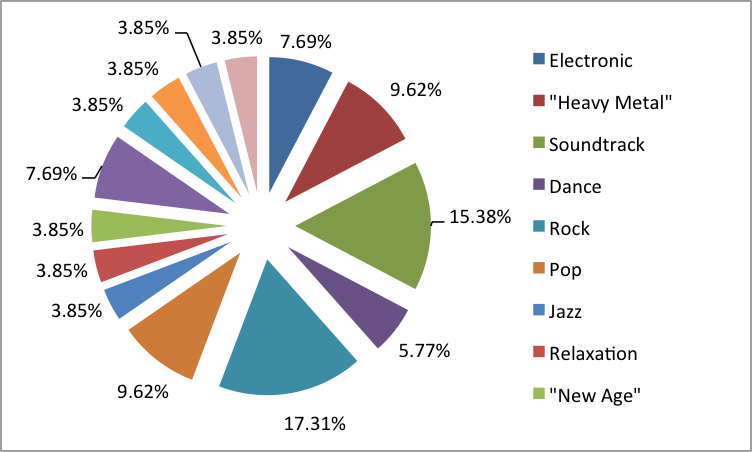 3.85%
3.85%
7.69%
3.85%
9.62%
3.85%
7.69%
15.38%
3.85%
3.85%
3.85%
5.77%
9.62%
17.31%
Electronic
"Heavy Metal"
Soundtrack
Dance
Rock
Pop
Jazz
Relaxation
"New Age"